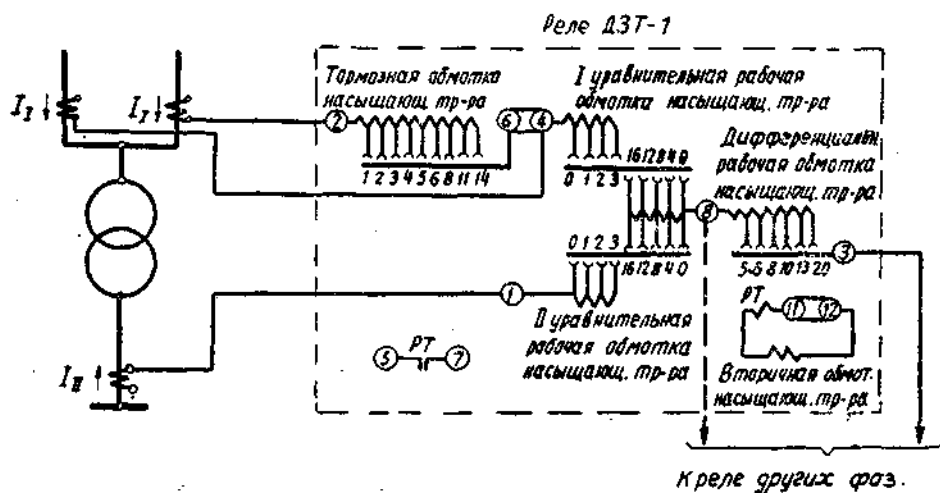 Реле ДЗТ-1
Тормозная обмотка
насыщающ. тр-ра
I уравнительная рабочая
обмотка насыщающ. тр-ра
Дифференциальн.
рабочая обмотка
насыщающ. тр-ра
I_I
I_I
2
6
4
1 2 3 4 5 6 8 11 14
16 12 8 4 0
0 1 2 3
8
0 1 2 3
16 12 8 4 0
5-6 8 10 13 20
3
1
РТ
11
12
II уравнительная
рабочая обмотка
насыщающ. тр-ра
РТ
5
7
Вторичная обмот.
насыщающ. тр-ра
I_II
К реле других фаз.